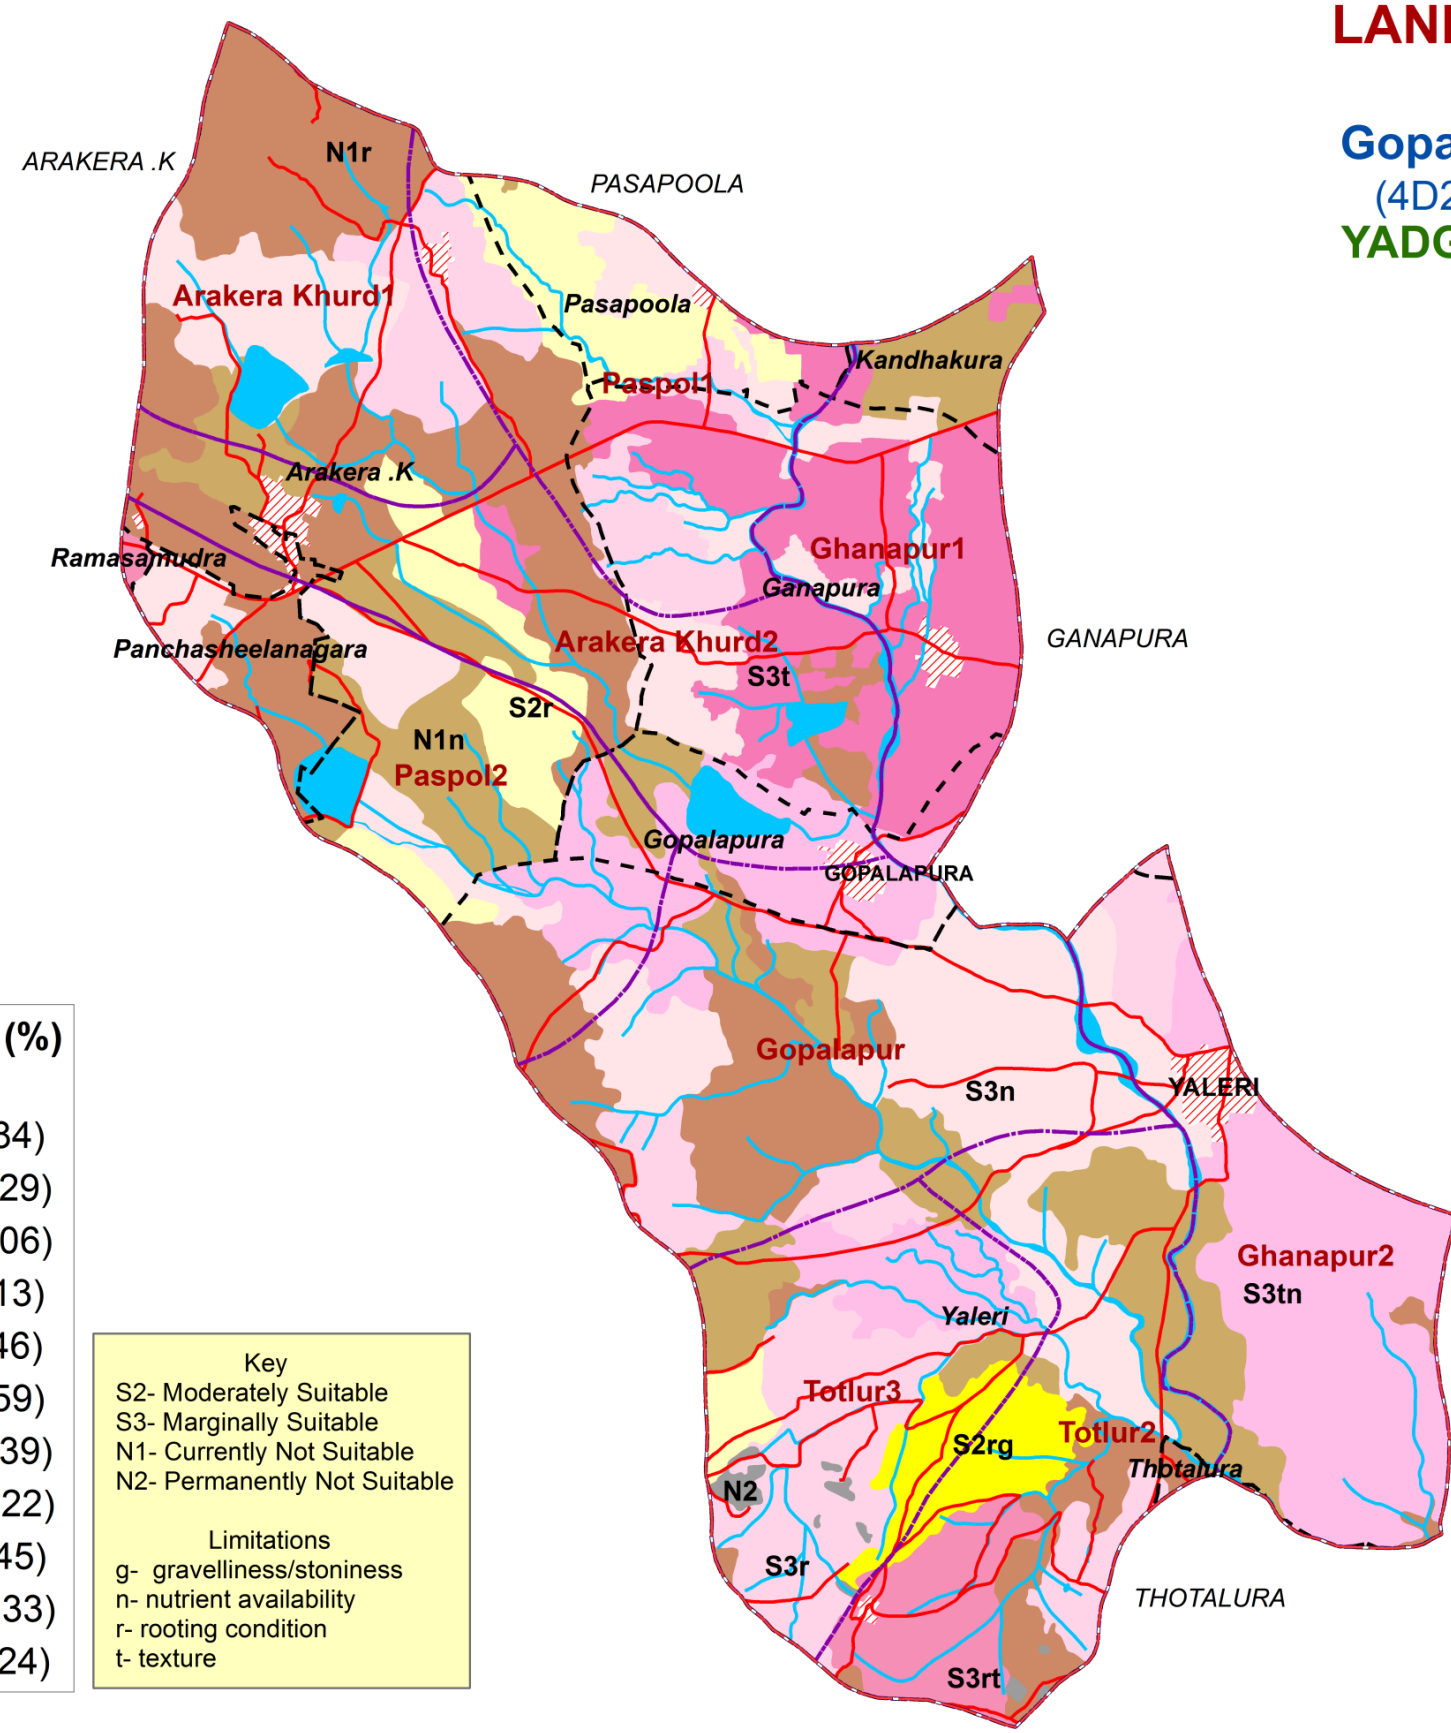 LAN
Gopa
(4D2
YADG
ARAKERA .K
N1r
PASAPOOLA
Arakera Khurd1
Pasapoola
Kandhakura
Paspol1
Arakera .K
Ghanapur1
Ramasamudra
Ganapura
Panchasheelanagara
Arakera Khurd2
GANAPURA
S3t
S2r
N1n
Paspol2
Gopalapura
GOPALAPURA
Gopalapur
S3n
YALERI
Ghanapur2
S3tn
Yaleri
Totlur3
Totlur2
S2rg
Thotalura
N2
S3r
THOTALURA
S3rt
(%)
84)
29)
06)
13)
46)
59)
39)
22)
45)
33)
24)
Key
S2- Moderately Suitable
S3- Marginally Suitable
N1- Currently Not Suitable
N2- Permanently Not Suitable
Limitations
g- gravelliness/stoniness
n- nutrient availability
r- rooting condition
t- texture